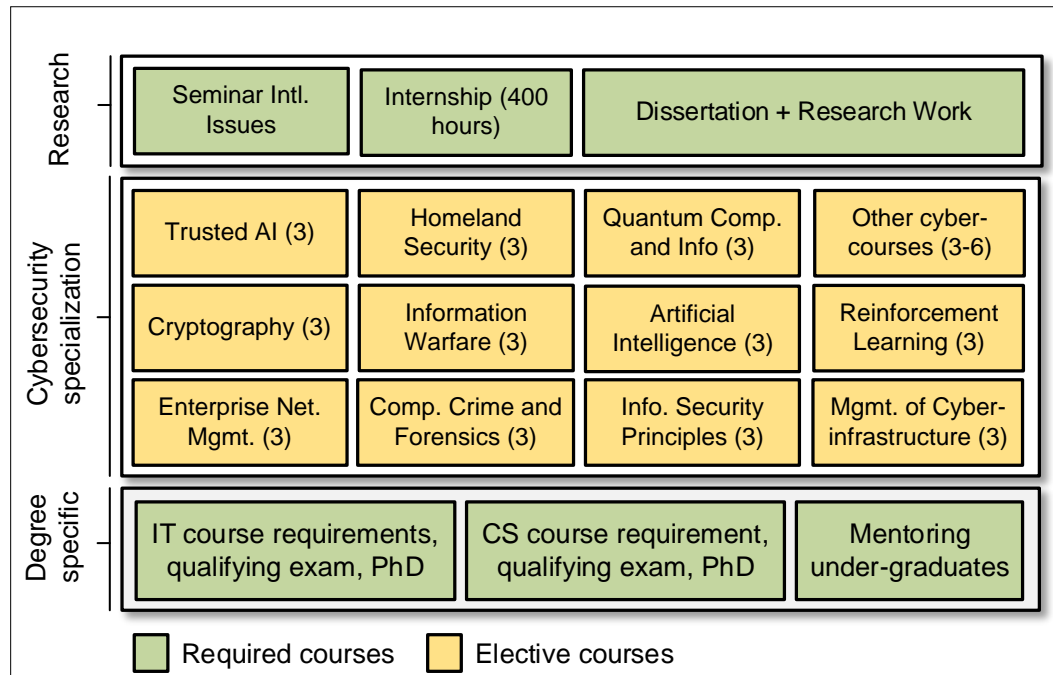 Research
Seminar Intl.
Issues
Internship (400
hours)
Dissertation + Research Work
Cybersecurity
specialization
Trusted AI (3)
Homeland
Security (3)
Quantum Comp.
and Info (3)
Other cyber-
courses (3-6)
Cryptography (3)
Information
Warfare (3)
Artificial
Intelligence (3)
Reinforcement
Learning (3)
Enterprise Net.
Mgmt. (3)
Comp. Crime and
Forensics (3)
Info. Security
Principles (3)
Mgmt. of Cyber-
infrastructure (3)
Degree
specific
IT course requirements,
qualifying exam, PhD
CS course requirement,
qualifying exam, PhD
Mentoring
under-graduates
Required courses
Elective courses